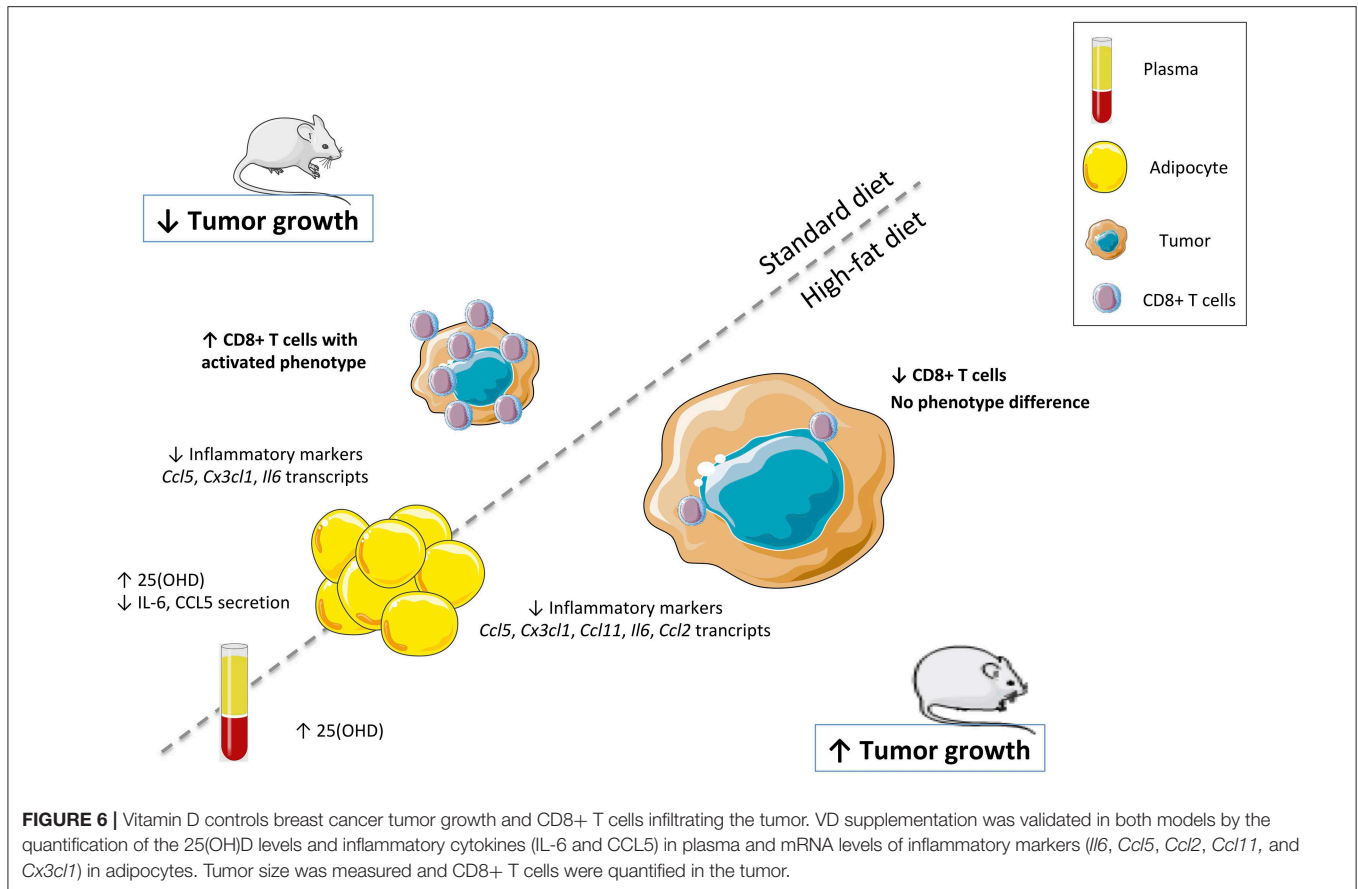 Plasma
Adipocyte
Tumor
CD8+ T cells
↓ Tumor growth
Standard diet
High-fat diet
↑ CD8+ T cells with
activated phenotype
↓ CD8+ T cells
No phenotype difference
↓ Inflammatory markers
Ccl5, Cx3cl1, Il6 transcripts
↑ 25(OHD)
↓ IL-6, CCL5 secretion
↓ Inflammatory markers
Ccl5, Cx3cl1, Ccl11, Il6, Ccl2 trancripts
↑ 25(OHD)
↑ Tumor growth
FIGURE 6 | Vitamin D controls breast cancer tumor growth and CD8+ T cells infiltrating the tumor. VD supplementation was validated in both models by the
quantification of the 25(OH)D levels and inflammatory cytokines (IL-6 and CCL5) in plasma and mRNA levels of inflammatory markers (Il6, Ccl5, Ccl2, Ccl11, and
Cx3cl1) in adipocytes. Tumor size was measured and CD8+ T cells were quantified in the tumor.